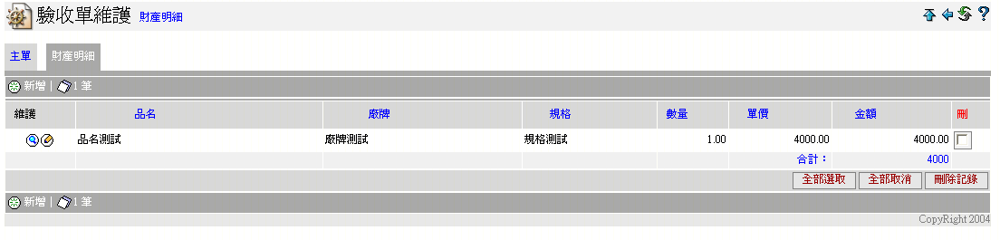 驗收單維護 財產明細
主單 財產明細
新增 | 1 筆
維護 品名 廠牌 規格 數量 單價 金額 刪
品名測試 廠牌測試 規格測試 1.00 4000.00 4000.00
合計： 4000
全部選取 全部取消 刪除記錄
新增 | 1 筆
CopyRight 2004